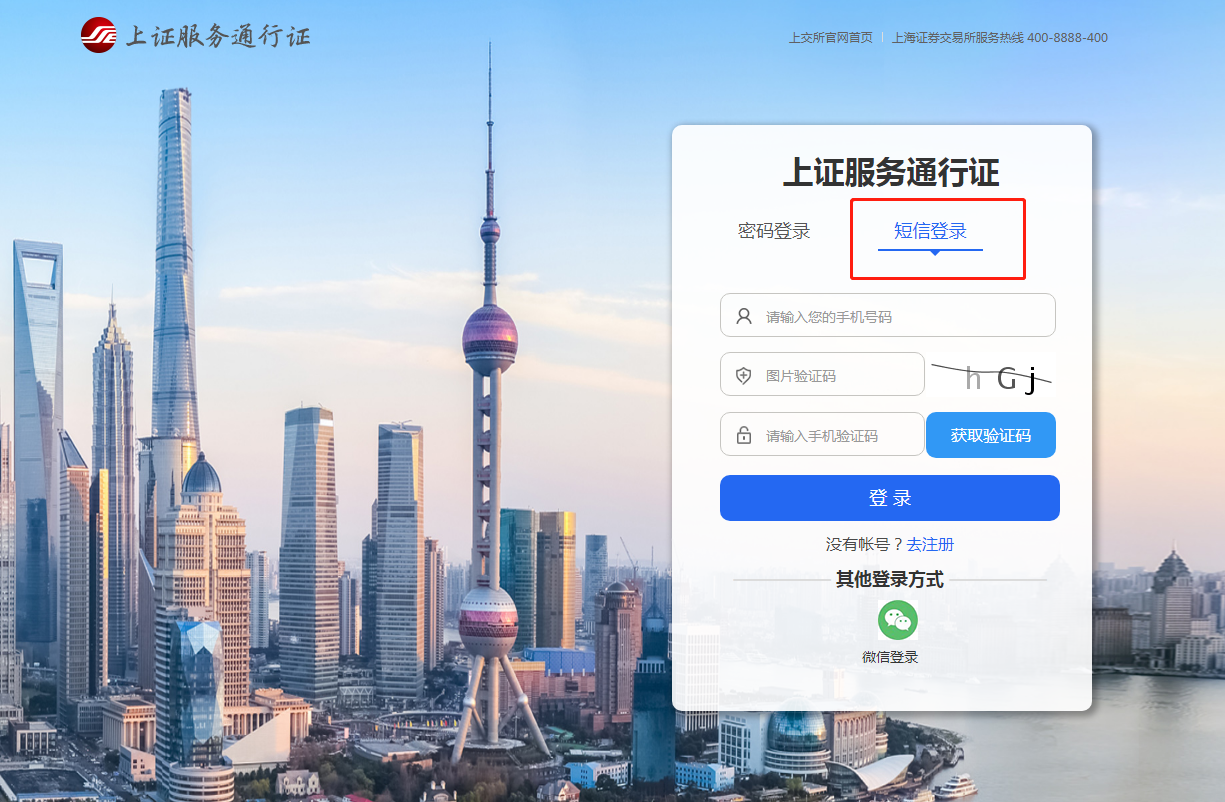 上证服务通行证
上交所官网首页 | 上海证券交易所服务热线 400-8888-400
上证服务通行证
密码登录 短信登录
请输入您的手机号码
图片验证码 h G j
请输入手机验证码 获取验证码
登 录
没有帐号？去注册
其他登录方式
微信登录